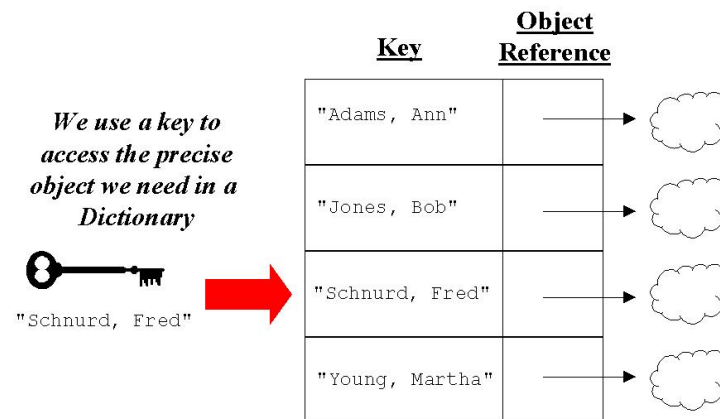 Object
Key Reference
We use a key to
access the precise
object we need in a
Dictionary
"Schnurd, Fred"
"Adams, Ann"
"Jones, Bob"
"Schnurd, Fred"
"Young, Martha"